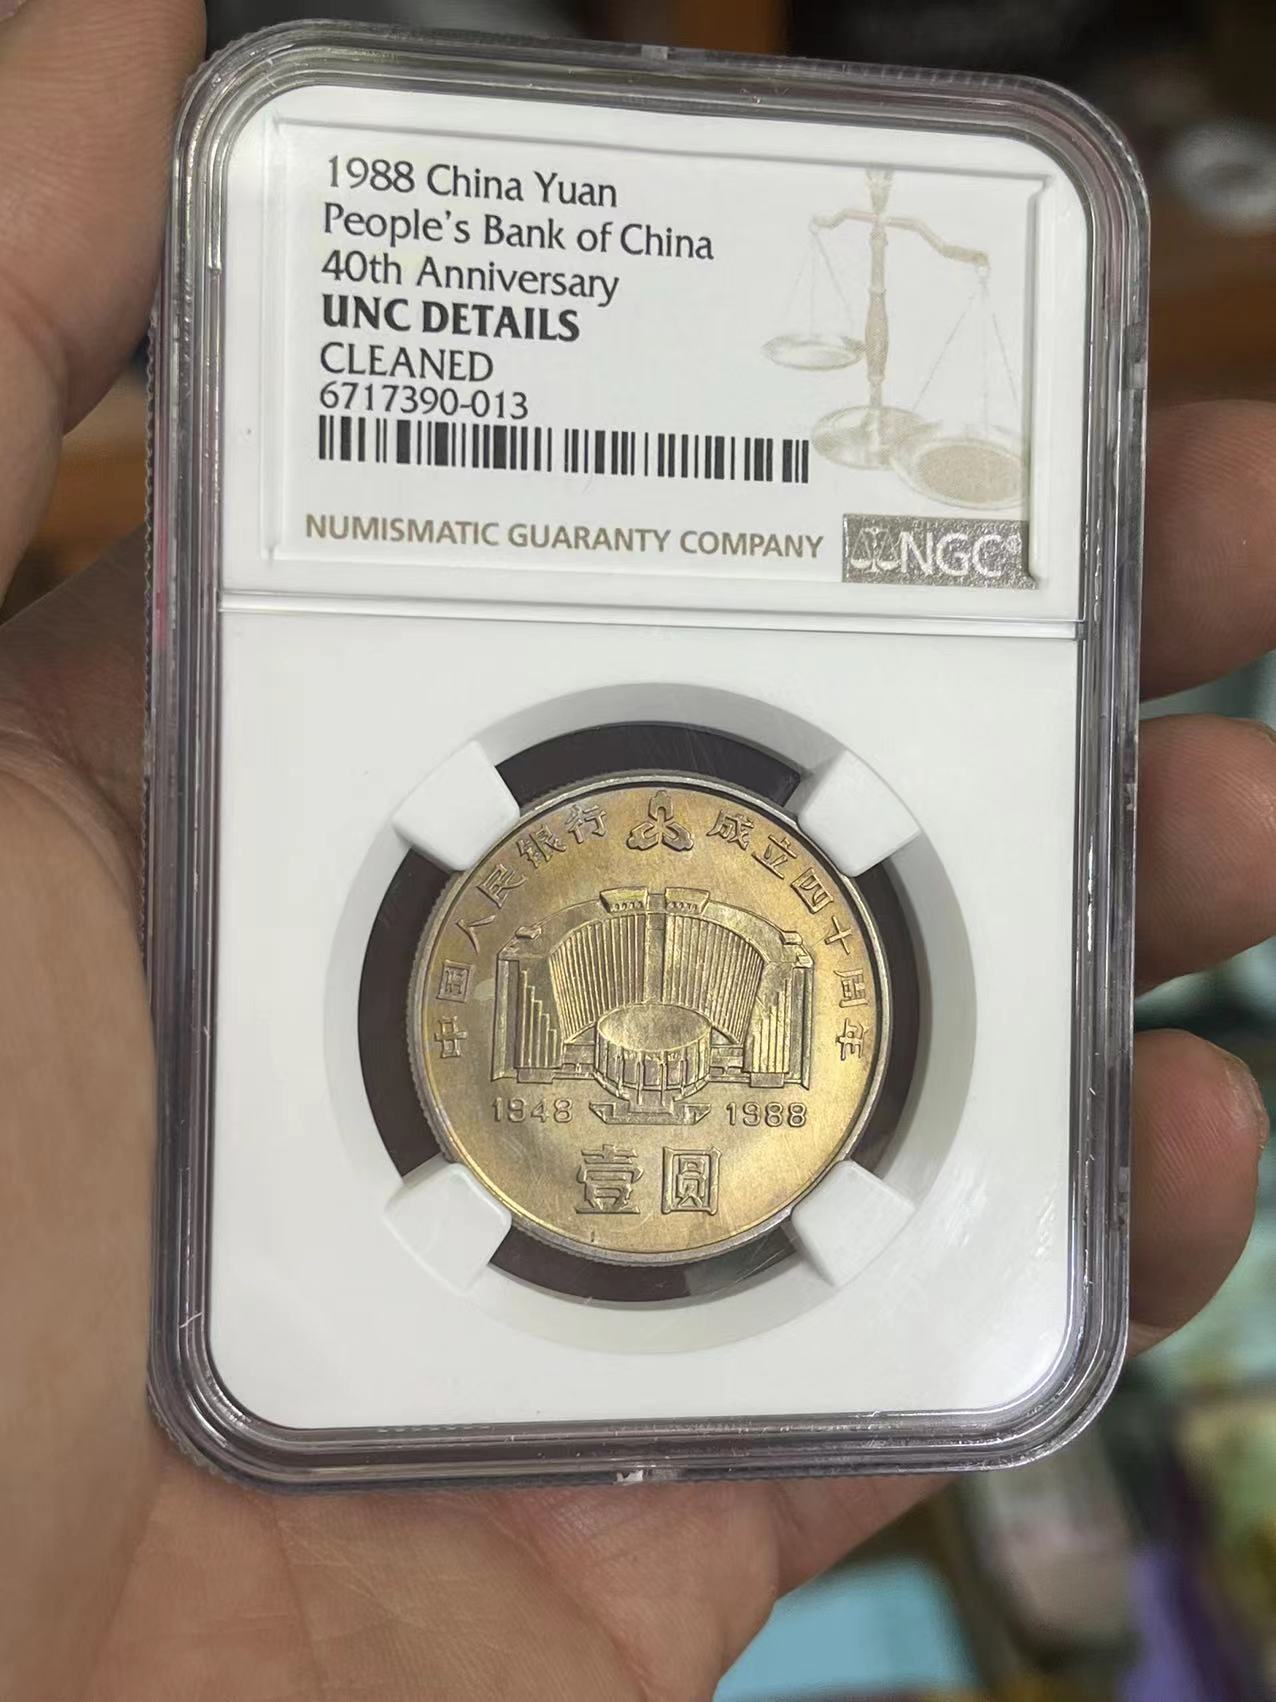 1988 China Yuan
People's Bank of China
40th Anniversary
UNC DETAILS
CLEANED
6717390-013
NUMISMATIC GUARANTY COMPANY
NGC®
中国人民银行 成立四十周年
1948 1988
壹圆